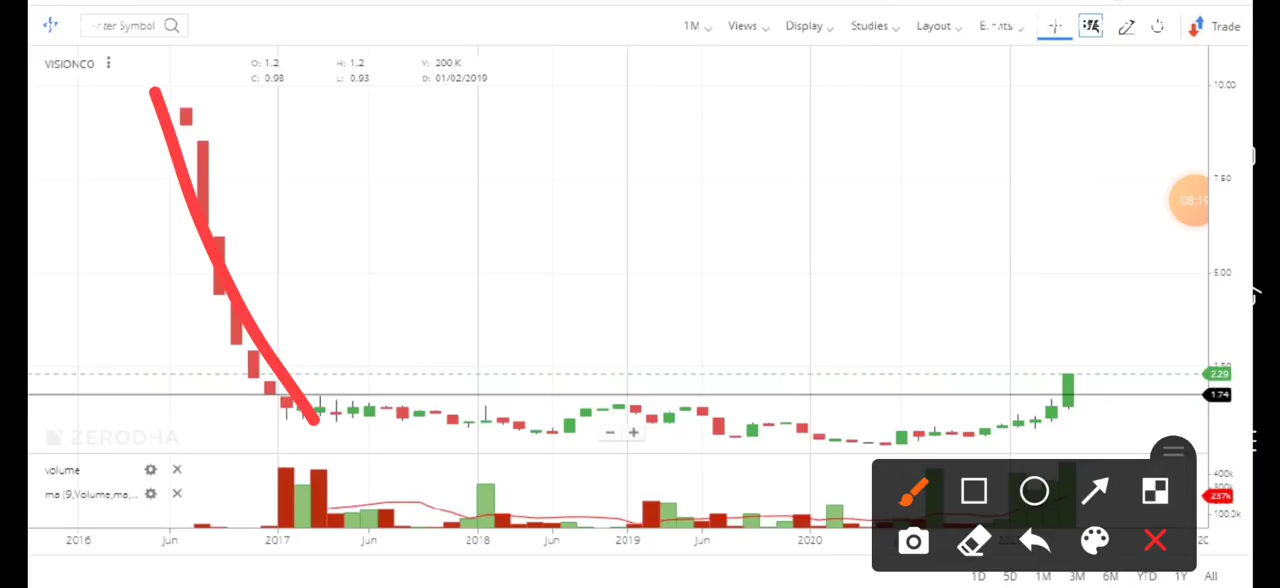 ter Symbol 1M Views Display Studies Layout Trade
VISIONCO O: 1.2 H: 1.2 V: 200 K
C: 0.98 L: 0.93 D: 01/02/2019
10.00
7.50
08:19
5.00
2.29
1.74
ZERODHA
volume
400k
ma (9,Volume,ma,...
237k
100.0k
2016 Jun 2017 Jun 2018 Jun 2019 Jun 2020
1D 5D 1M 3M 6M YTD 1Y All